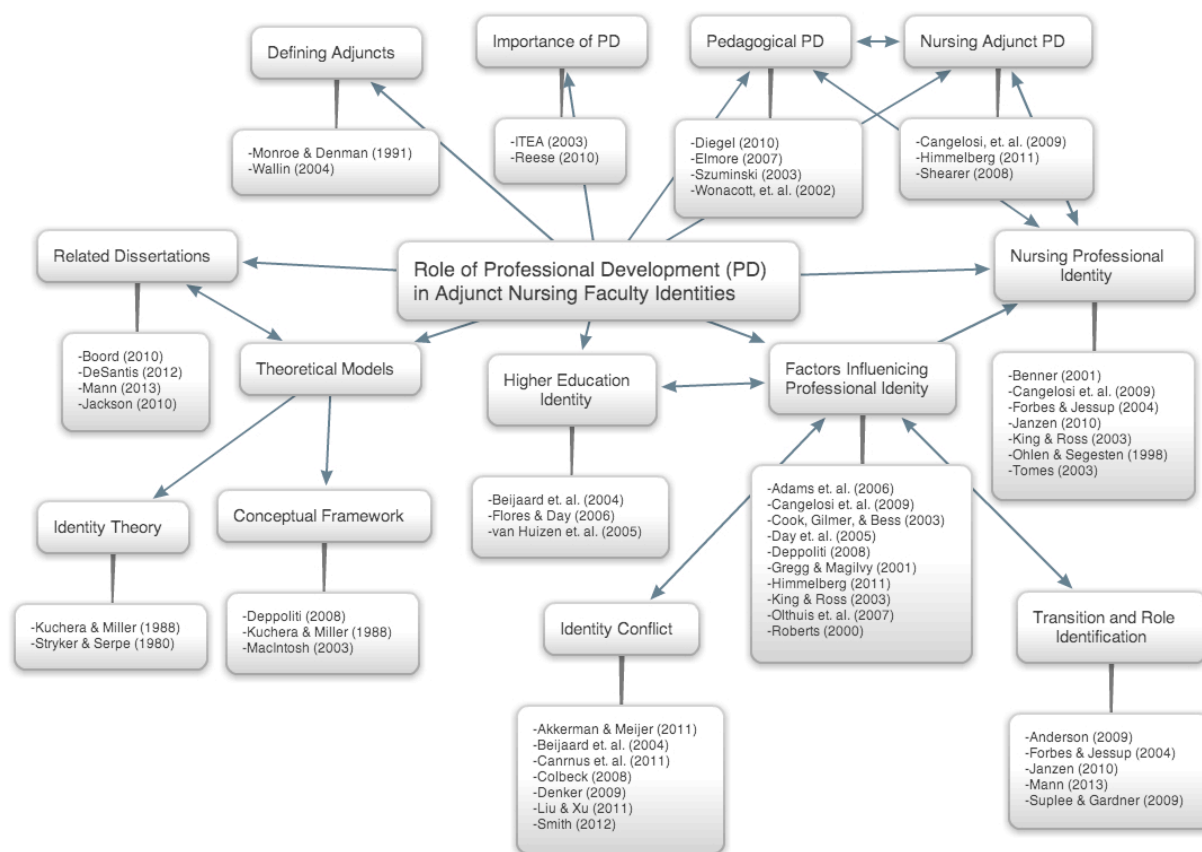 Defining Adjuncts
Importance of PD
Pedagogical PD
Nursing Adjunct PD
-Monroe & Denman (1991)
-Wallin (2004)
-ITEA (2003)
-Reese (2010)
-Diegel (2010)
-Elmore (2007)
-Szuminski (2003)
-Wonacott, et. al. (2002)
-Cangelosi, et. al. (2009)
-Himmelberg (2011)
-Shearer (2008)
Related Dissertations
Role of Professional Development (PD)
in Adjunct Nursing Faculty Identities
Nursing Professional
Identity
-Boord (2010)
-DeSantis (2012)
-Mann (2013)
-Jackson (2010)
Theoretical Models
Higher Education
Identity
Factors Influencing
Professional Idenity
-Benner (2001)
-Cangelosi et. al. (2009)
-Forbes & Jessup (2004)
-Janzen (2010)
-King & Ross (2003)
-Ohlen & Segesten (1998)
-Tomes (2003)
Identity Theory
Conceptual Framework
-Beijaard et. al. (2004)
-Flores & Day (2006)
-van Huizen et. al. (2005)
-Adams et. al. (2006)
-Cangelosi et. al. (2009)
-Cook, Gilmer, & Bess (2003)
-Day et. al. (2005)
-Deppoliti (2008)
-Gregg & Magilvy (2001)
-Himmelberg (2011)
-King & Ross (2003)
-Olthuis et. al. (2007)
-Roberts (2000)
-Kuchera & Miller (1988)
-Stryker & Serpe (1980)
-Deppoliti (2008)
-Kuchera & Miller (1988)
-MacIntosh (2003)
Identity Conflict
Transition and Role
Identification
-Akkerman & Meijer (2011)
-Beijaard et. al. (2004)
-Canrnus et. al. (2011)
-Colbeck (2008)
-Denker (2009)
-Liu & Xu (2011)
-Smith (2012)
-Anderson (2009)
-Forbes & Jessup (2004)
-Janzen (2010)
-Mann (2013)
-Suplee & Gardner (2009)